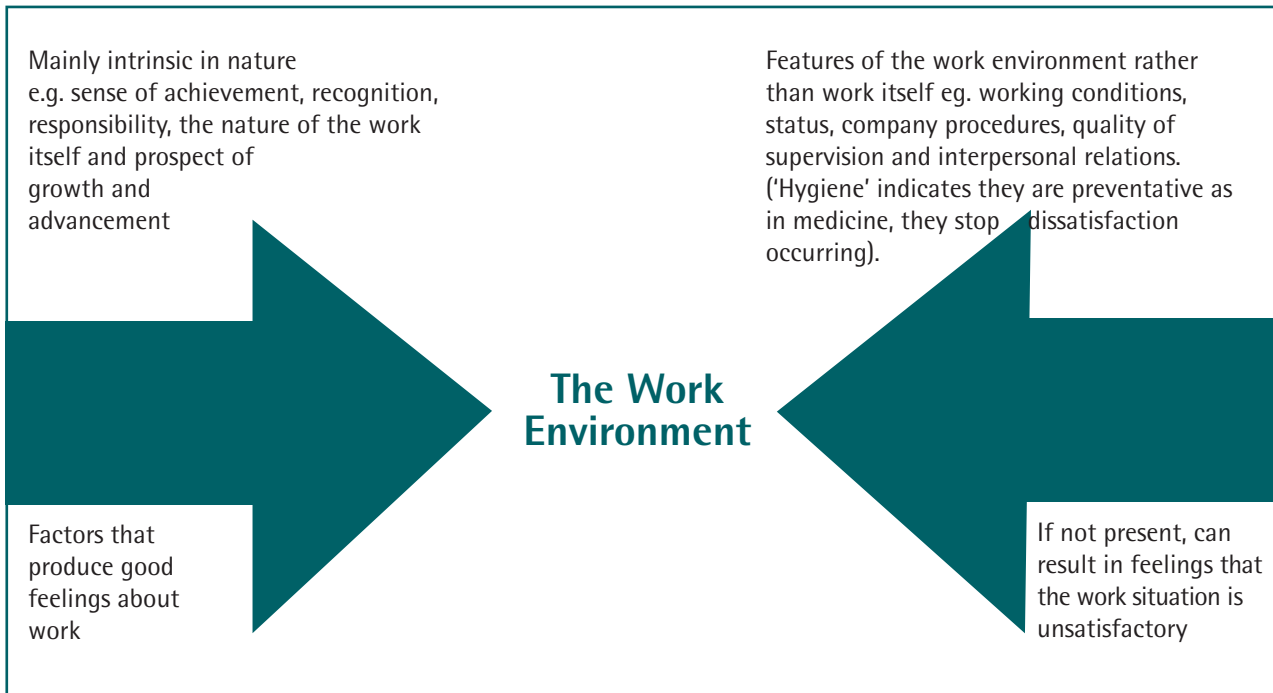 Mainly intrinsic in nature
e.g. sense of achievement, recognition,
responsibility, the nature of the work
itself and prospect of
growth and
advancement
Features of the work environment rather
than work itself eg. working conditions,
status, company procedures, quality of
supervision and interpersonal relations.
('Hygiene' indicates they are preventative as
in medicine, they stop dissatisfaction
occurring).
The Work
Environment
Factors that
produce good
feelings about
work
If not present, can
result in feelings that
the work situation is
unsatisfactory